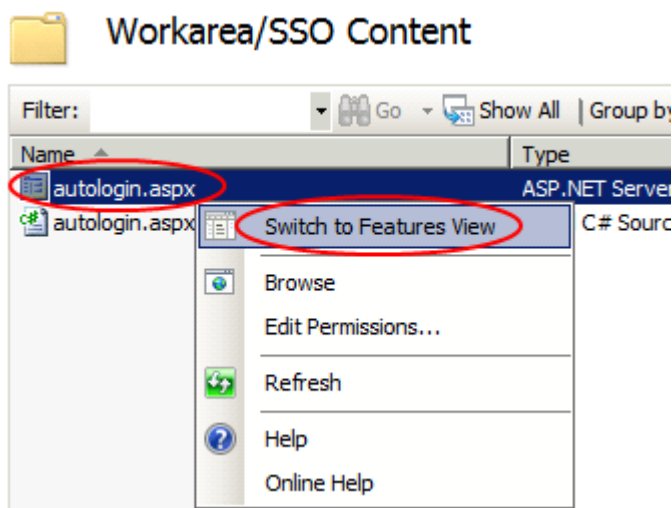 Workarea/SSO Content
Filter: Go Show All Group by
Name Type
autologin.aspx ASP.NET Server
autologin.aspx C# Sourc
Switch to Features View
Browse
Edit Permissions...
Refresh
Help
Online Help